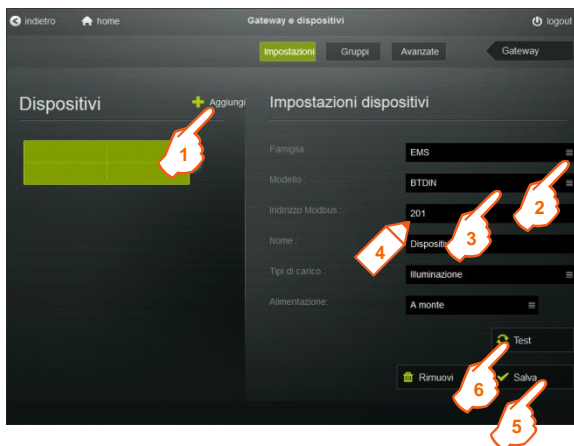 indietro home Gateway e dispositivi logout
Impostazioni Gruppi Avanzate Gateway
Dispositivi Aggiungi Impostazioni dispositivi
1
Famiglia EMS
2
Modello : BTDIN
3
Indirizzo Modbus : 201
4
Nome :
Tipi di carico : Illuminazione
Alimentazione: A monte
Test
6
Rimuovi Salva
5